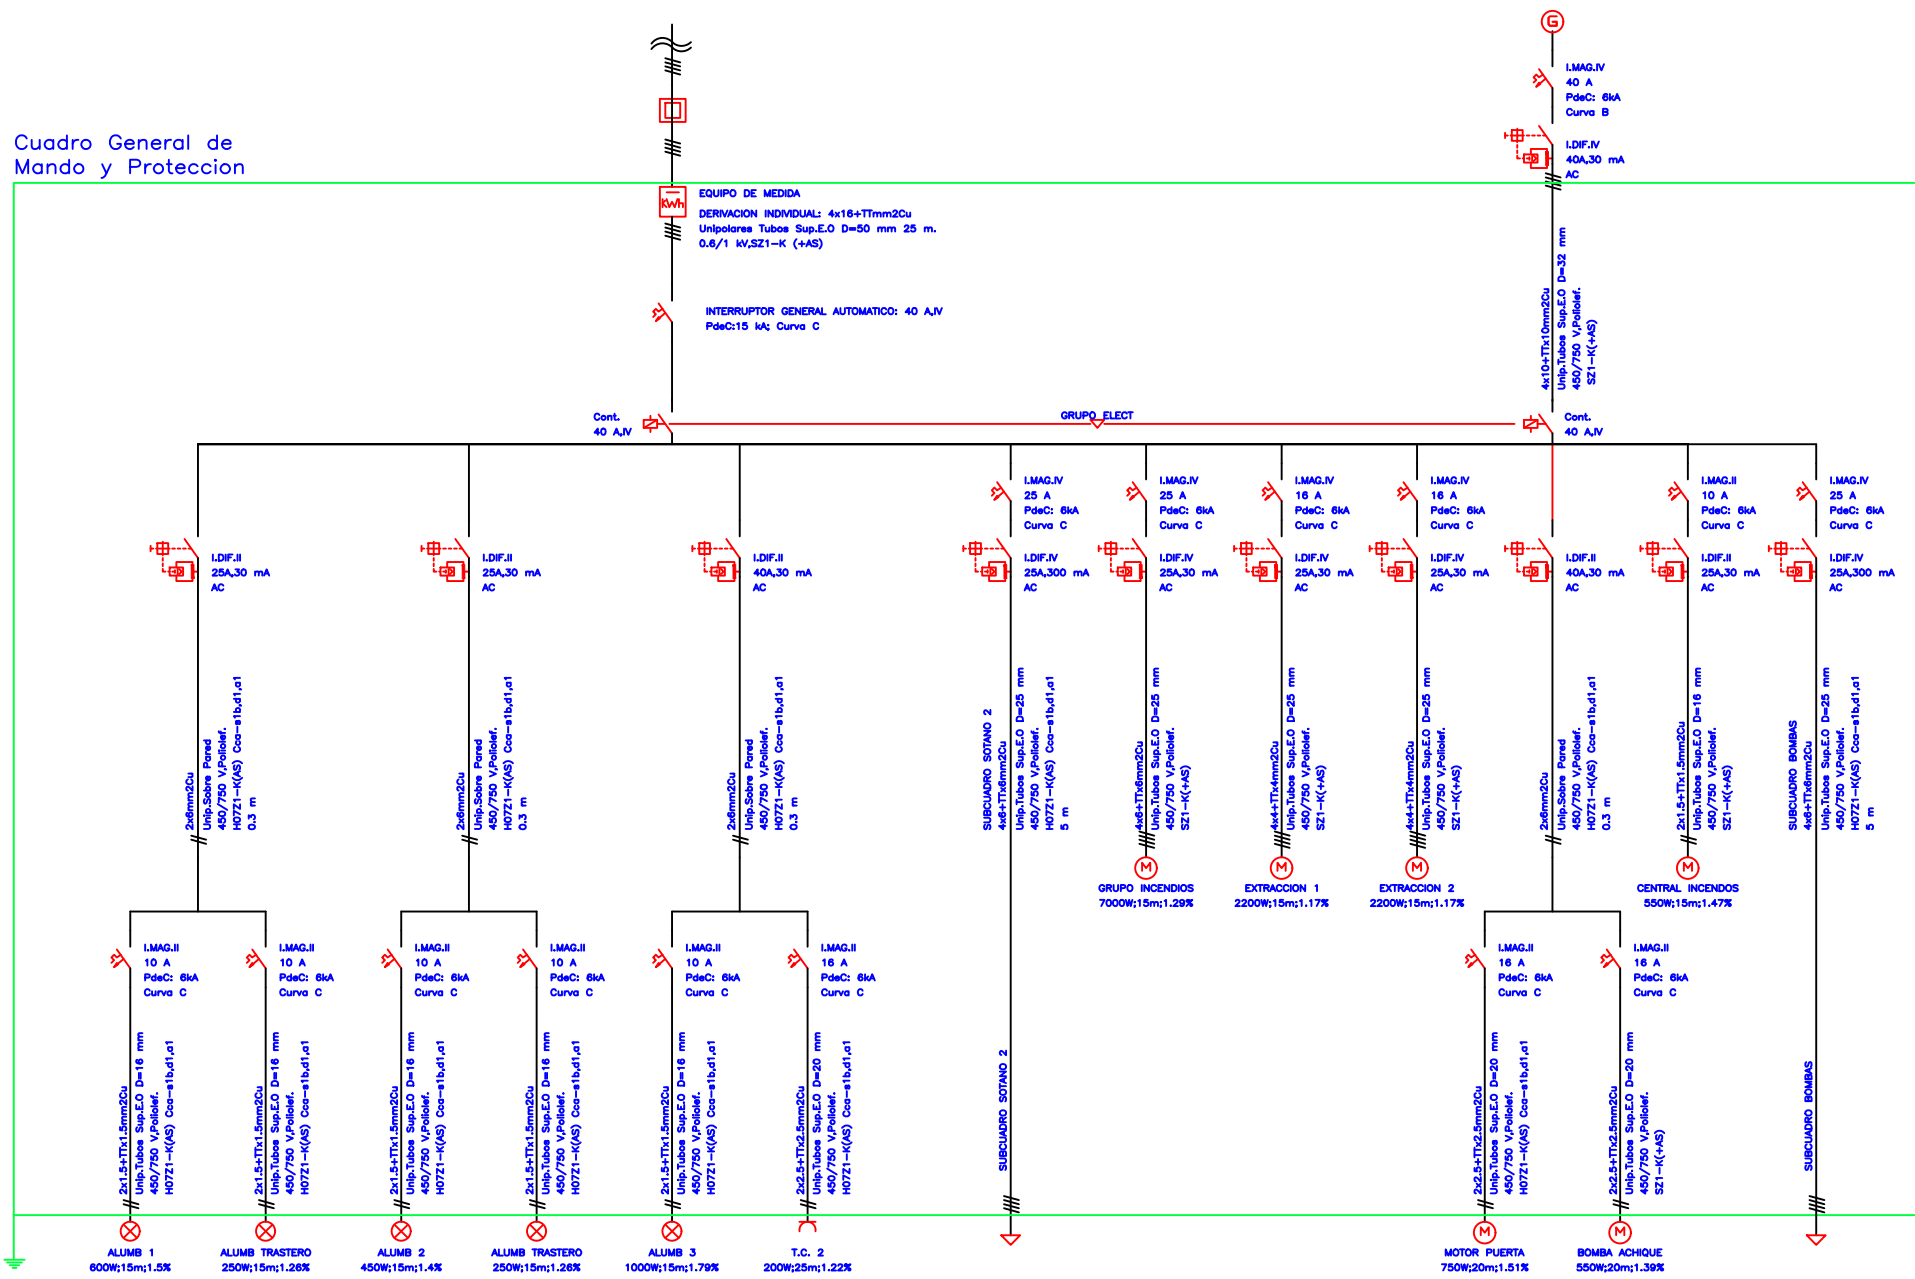 G
I.MAG.IV
40 A
PdeC: 6kA
Curva B
I.DIF.IV
40A,30 mA
AC
Cuadro General de
Mando y Proteccion
KWh
EQUIPO DE MEDIDA
DERIVACION INDIVIDUAL: 4x16+TTmm2Cu
Unipolares Tubos Sup.E.O D=50 mm 25 m.
0.6/1 kV,SZ1-K (+AS)
INTERRUPTOR GENERAL AUTOMATICO: 40 A,IV
PdeC:15 kA; Curva C
4x10+TTx10mm2Cu
Unip.Tubos Sup.E.O D=32 mm
450/750 V,Poliolef.
SZ1-K(+AS)
Cont.
40 A,IV
GRUPO ELECT
Cont.
40 A,IV
I.DIF.II
25A,30 mA
AC
I.DIF.II
25A,30 mA
AC
I.DIF.II
40A,30 mA
AC
I.MAG.IV
25 A
PdeC: 6kA
Curva C
I.DIF.IV
25A,300 mA
AC
I.MAG.IV
25 A
PdeC: 6kA
Curva C
I.DIF.IV
25A,30 mA
AC
I.MAG.IV
16 A
PdeC: 6kA
Curva C
I.DIF.IV
25A,30 mA
AC
I.MAG.IV
16 A
PdeC: 6kA
Curva C
I.DIF.IV
25A,30 mA
AC
I.DIF.II
40A,30 mA
AC
I.MAG.II
10 A
PdeC: 6kA
Curva C
I.DIF.II
25A,30 mA
AC
I.MAG.IV
25 A
PdeC: 6kA
Curva C
I.DIF.IV
25A,300 mA
AC
2x6mm2Cu
Unip.Sobre Pared
450/750 V,Poliolef.
H07Z1-K(AS) Cca-s1b,d1,a1
0.3 m
2x6mm2Cu
Unip.Sobre Pared
450/750 V,Poliolef.
H07Z1-K(AS) Cca-s1b,d1,a1
0.3 m
2x6mm2Cu
Unip.Sobre Pared
450/750 V,Poliolef.
H07Z1-K(AS) Cca-s1b,d1,a1
0.3 m
SUBCUADRO SOTANO 2
4x6+TTx6mm2Cu
Unip.Tubos Sup.E.O D=25 mm
450/750 V,Poliolef.
H07Z1-K(AS) Cca-s1b,d1,a1
5 m
4x6+TTx6mm2Cu
Unip.Tubos Sup.E.O D=25 mm
450/750 V,Poliolef.
SZ1-K(+AS)
M
GRUPO INCENDIOS
7000W;15m;1.29%
4x4+TTx4mm2Cu
Unip.Tubos Sup.E.O D=25 mm
450/750 V,Poliolef.
SZ1-K(+AS)
M
EXTRACCION 1
2200W;15m;1.17%
4x4+TTx4mm2Cu
Unip.Tubos Sup.E.O D=25 mm
450/750 V,Poliolef.
SZ1-K(+AS)
M
EXTRACCION 2
2200W;15m;1.17%
2x6mm2Cu
Unip.Sobre Pared
450/750 V,Poliolef.
H07Z1-K(AS) Cca-s1b,d1,a1
0.3 m
2x1.5+TTx1.5mm2Cu
Unip.Tubos Sup.E.O D=16 mm
450/750 V,Poliolef.
SZ1-K(+AS)
M
CENTRAL INCENDOS
550W;15m;1.47%
SUBCUADRO BOMBAS
4x6+TTx6mm2Cu
Unip.Tubos Sup.E.O D=25 mm
450/750 V,Poliolef.
H07Z1-K(AS) Cca-s1b,d1,a1
5 m
I.MAG.II
10 A
PdeC: 6kA
Curva C
2x1.5+TTx1.5mm2Cu
Unip.Tubos Sup.E.O D=16 mm
450/750 V,Poliolef.
H07Z1-K(AS) Cca-s1b,d1,a1
ALUMB 1
600W;15m;1.5%
I.MAG.II
10 A
PdeC: 6kA
Curva C
2x1.5+TTx1.5mm2Cu
Unip.Tubos Sup.E.O D=16 mm
450/750 V,Poliolef.
H07Z1-K(AS) Cca-s1b,d1,a1
ALUMB TRASTERO
250W;15m;1.26%
I.MAG.II
10 A
PdeC: 6kA
Curva C
2x1.5+TTx1.5mm2Cu
Unip.Tubos Sup.E.O D=16 mm
450/750 V,Poliolef.
H07Z1-K(AS) Cca-s1b,d1,a1
ALUMB 2
450W;15m;1.4%
I.MAG.II
10 A
PdeC: 6kA
Curva C
2x1.5+TTx1.5mm2Cu
Unip.Tubos Sup.E.O D=16 mm
450/750 V,Poliolef.
H07Z1-K(AS) Cca-s1b,d1,a1
ALUMB TRASTERO
250W;15m;1.26%
I.MAG.II
10 A
PdeC: 6kA
Curva C
2x1.5+TTx1.5mm2Cu
Unip.Tubos Sup.E.O D=16 mm
450/750 V,Poliolef.
H07Z1-K(AS) Cca-s1b,d1,a1
ALUMB 3
1000W;15m;1.79%
I.MAG.II
16 A
PdeC: 6kA
Curva C
2x2.5+TTx2.5mm2Cu
Unip.Tubos Sup.E.O D=20 mm
450/750 V,Poliolef.
H07Z1-K(AS) Cca-s1b,d1,a1
T.C. 2
200W;25m;1.22%
SUBCUADRO SOTANO 2
I.MAG.II
16 A
PdeC: 6kA
Curva C
2x2.5+TTx2.5mm2Cu
Unip.Tubos Sup.E.O D=20 mm
450/750 V,Poliolef.
H07Z1-K(AS) Cca-s1b,d1,a1
M
MOTOR PUERTA
750W;20m;1.51%
I.MAG.II
16 A
PdeC: 6kA
Curva C
2x2.5+TTx2.5mm2Cu
Unip.Tubos Sup.E.O D=20 mm
450/750 V,Poliolef.
SZ1-K(+AS)
M
BOMBA ACHIQUE
550W;20m;1.39%
SUBCUADRO BOMBAS